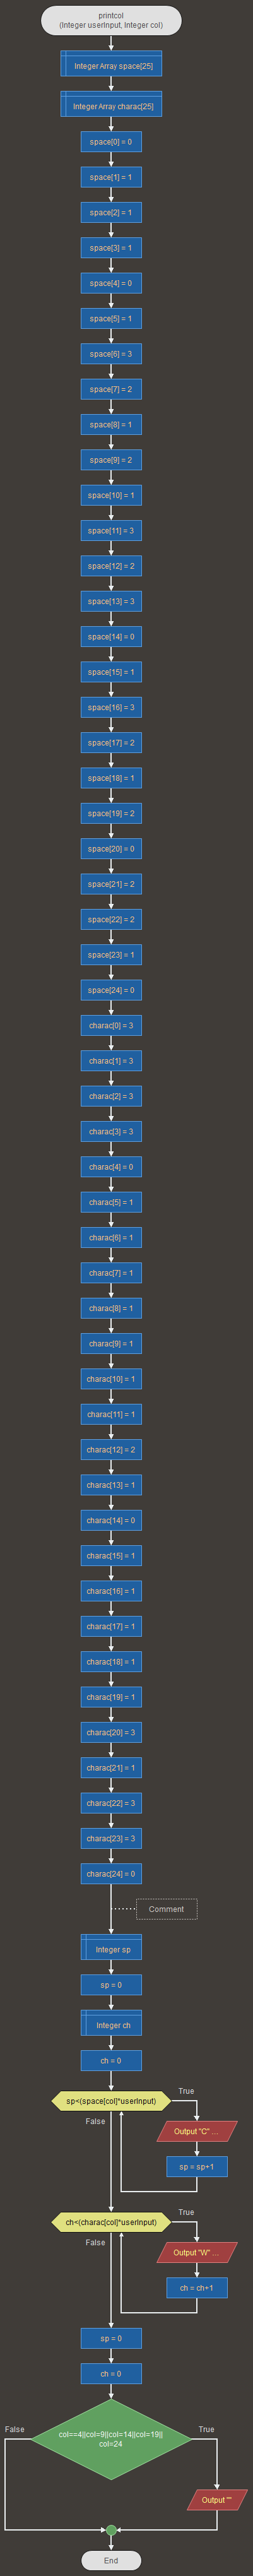 printcol
(Integer userInput, Integer col)
Integer Array space[25]
Integer Array charac[25]
space[0] = 0
space[1] = 1
space[2] = 1
space[3] = 1
space[4] = 0
space[5] = 1
space[6] = 3
space[7] = 2
space[8] = 1
space[9] = 2
space[10] = 1
space[11] = 3
space[12] = 2
space[13] = 3
space[14] = 0
space[15] = 1
space[16] = 3
space[17] = 2
space[18] = 1
space[19] = 2
space[20] = 0
space[21] = 2
space[22] = 2
space[23] = 1
space[24] = 0
charac[0] = 3
charac[1] = 3
charac[2] = 3
charac[3] = 3
charac[4] = 0
charac[5] = 1
charac[6] = 1
charac[7] = 1
charac[8] = 1
charac[9] = 1
charac[10] = 1
charac[11] = 1
charac[12] = 2
charac[13] = 1
charac[14] = 0
charac[15] = 1
charac[16] = 1
charac[17] = 1
charac[18] = 1
charac[19] = 1
charac[20] = 3
charac[21] = 1
charac[22] = 3
charac[23] = 3
charac[24] = 0
Comment
Integer sp
sp = 0
Integer ch
ch = 0
sp<(space[col]*userInput)
True
False
Output "C" ...
sp = sp+1
ch<(charac[col]*userInput)
True
False
Output "W" ...
ch = ch+1
sp = 0
ch = 0
False
col==4||col=9||col=14||col=19||
col=24
True
Output ""
End